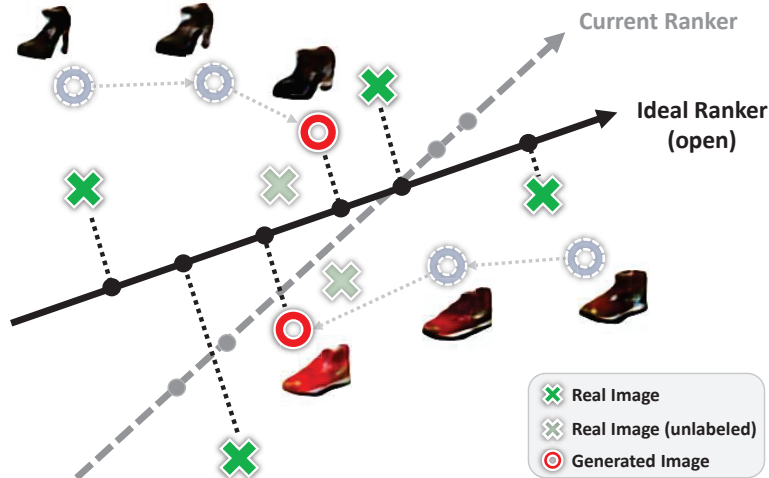 Current Ranker
Ideal Ranker
(open)
Real Image
Real Image (unlabeled)
Generated Image